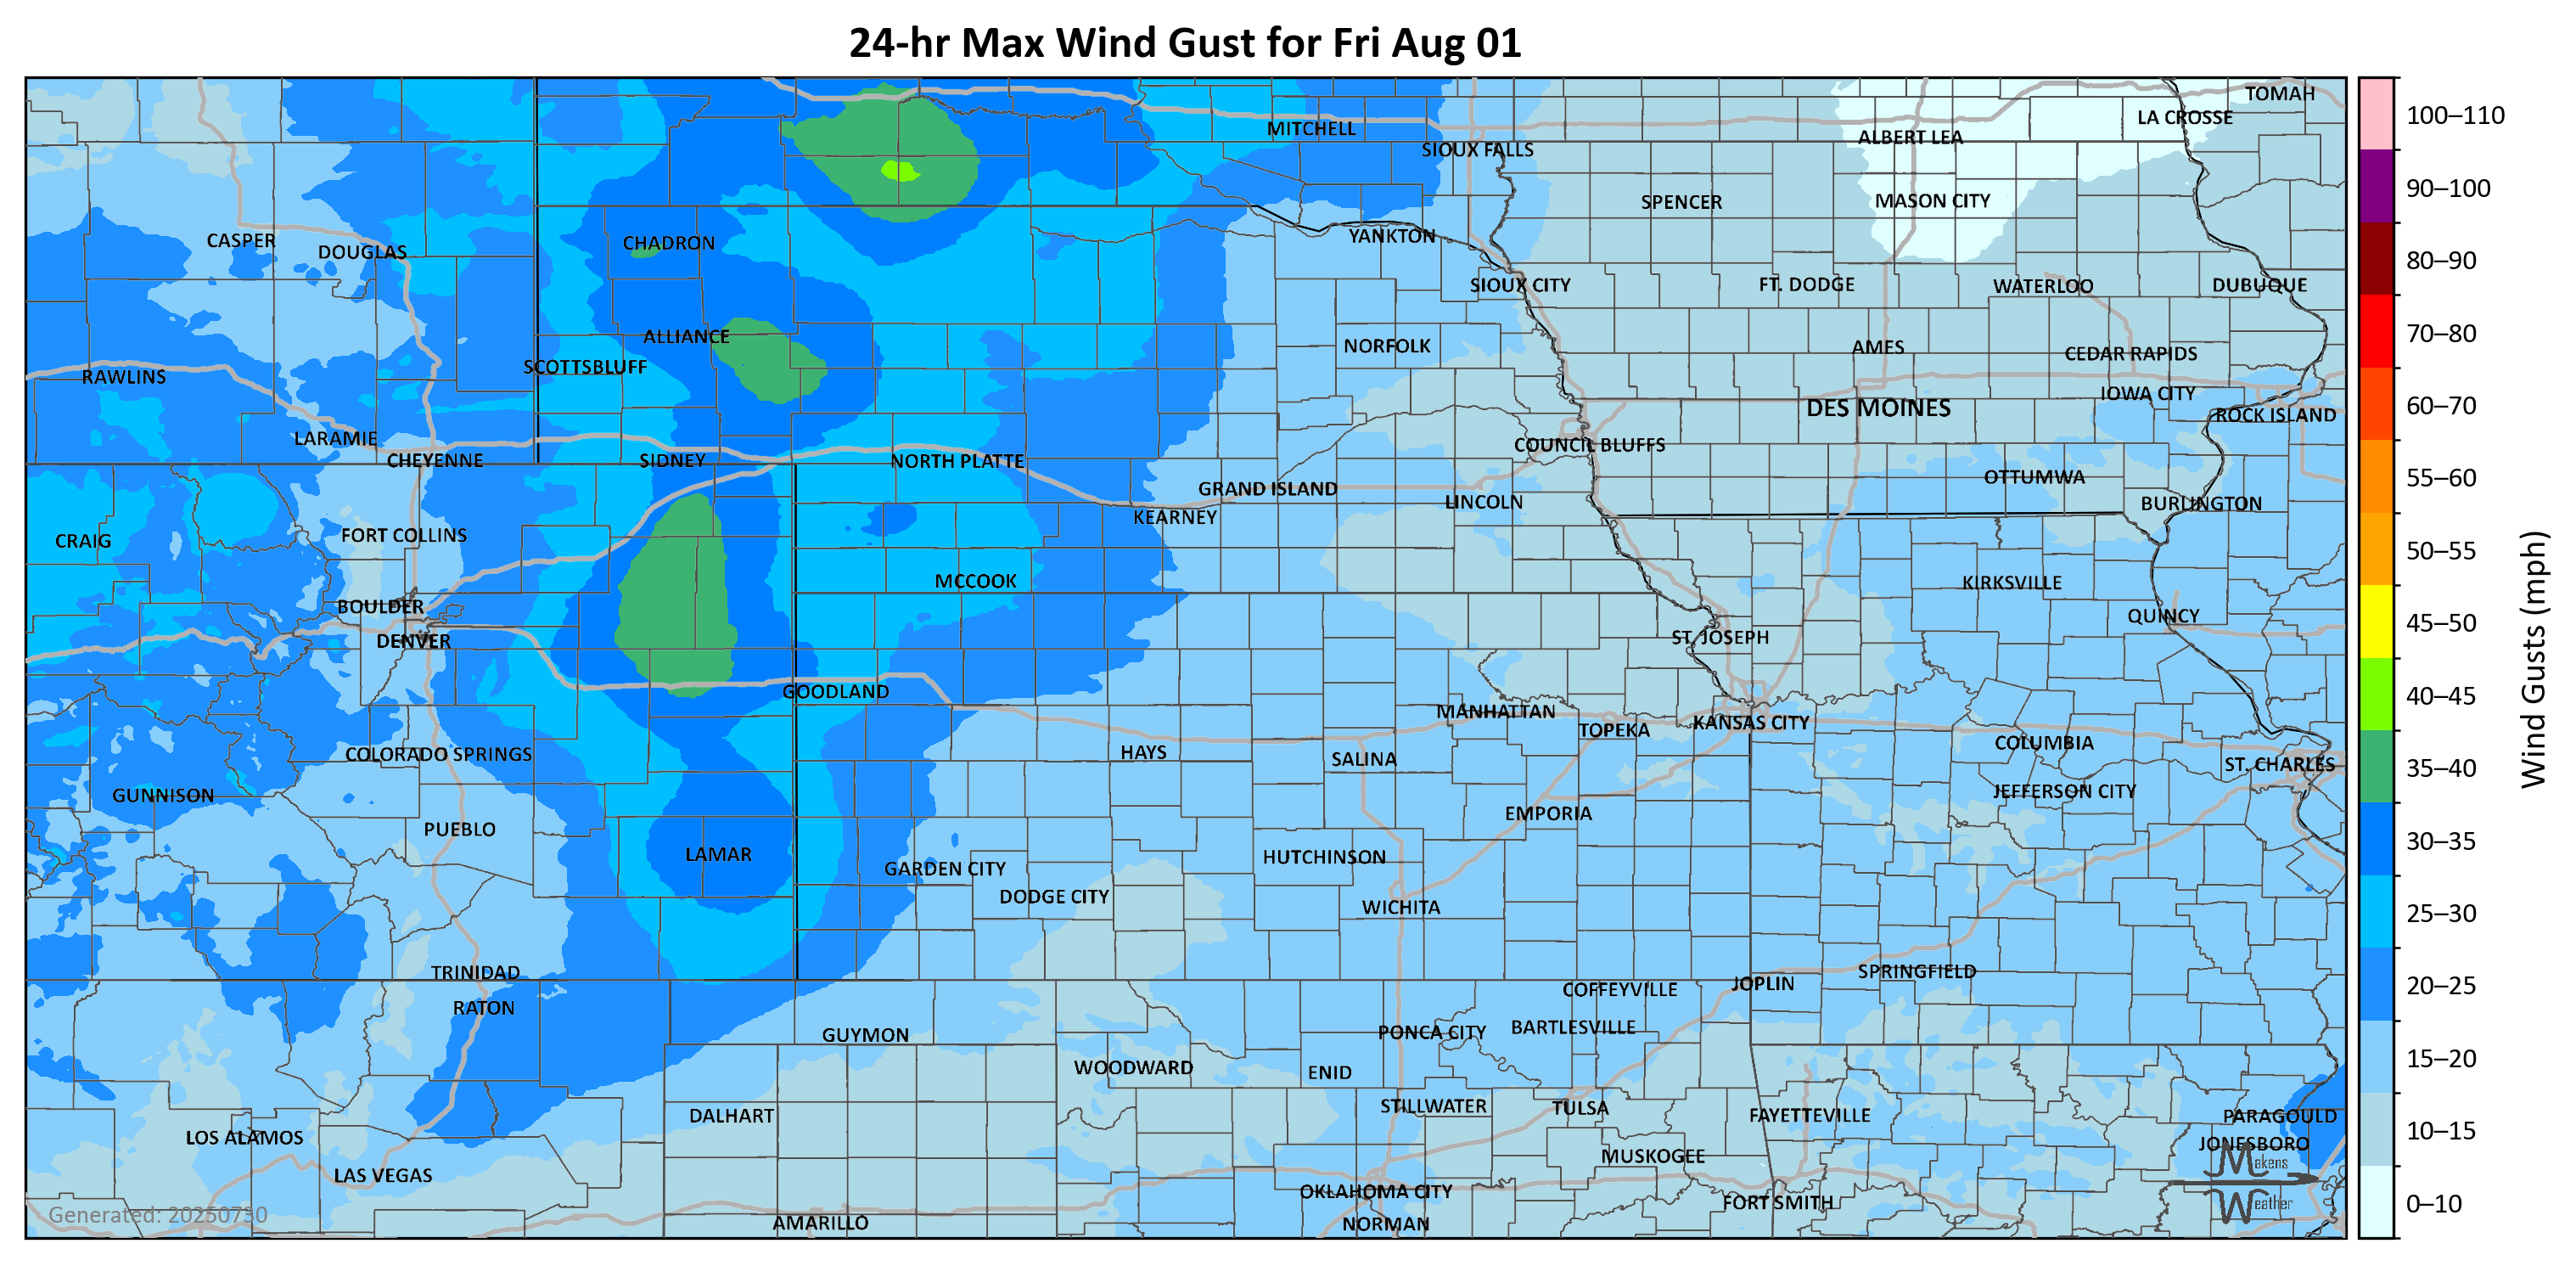 24-hr Max Wind Gust for Fri Aug 01
TOMAH
LA CROSSE
MITCHELL
ALBERT LEA
SIOUX FALLS
SPENCER
MASON CITY
CASPER
DOUGLAS
CHADRON
YANKTON
SIOUX CITY
FT. DODGE
WATERLOO
DUBUQUE
ALLIANCE
NORFOLK
AMES
CEDAR RAPIDS
SCOTTSBLUFF
RAWLINS
IOWA CITY
DES MOINES
ROCK ISLAND
LARAMIE
COUNCIL BLUFFS
CHEYENNE
SIDNEY
NORTH PLATTE
OTTUMWA
GRAND ISLAND
LINCOLN
BURLINGTON
KEARNEY
CRAIG
FORT COLLINS
MCCOOK
KIRKSVILLE
BOULDER
QUINCY
DENVER
ST. JOSEPH
GOODLAND
MANHATTAN
TOPEKA
KANSAS CITY
COLUMBIA
COLORADO SPRINGS
HAYS
SALINA
ST. CHARLES
GUNNISON
JEFFERSON CITY
EMPORIA
PUEBLO
LAMAR
HUTCHINSON
GARDEN CITY
DODGE CITY
WICHITA
TRINIDAD
SPRINGFIELD
JOPLIN
COFFEYVILLE
RATON
GUYMON
PONCA CITY
BARTLESVILLE
WOODWARD
ENID
STILLWATER
TULSA
DALHART
FAYETTEVILLE
PARAGOULD
LOS ALAMOS
JONESBORO
MUSKOGEE
LAS VEGAS
OKLAHOMA CITY
FORT SMITH
AMARILLO
NORMAN
Makens
Weather
Generated: 20250730
100–110
90–100
80–90
70–80
60–70
55–60
50–55
45–50
40–45
35–40
30–35
25–30
20–25
15–20
10–15
0–10
Wind Gusts (mph)